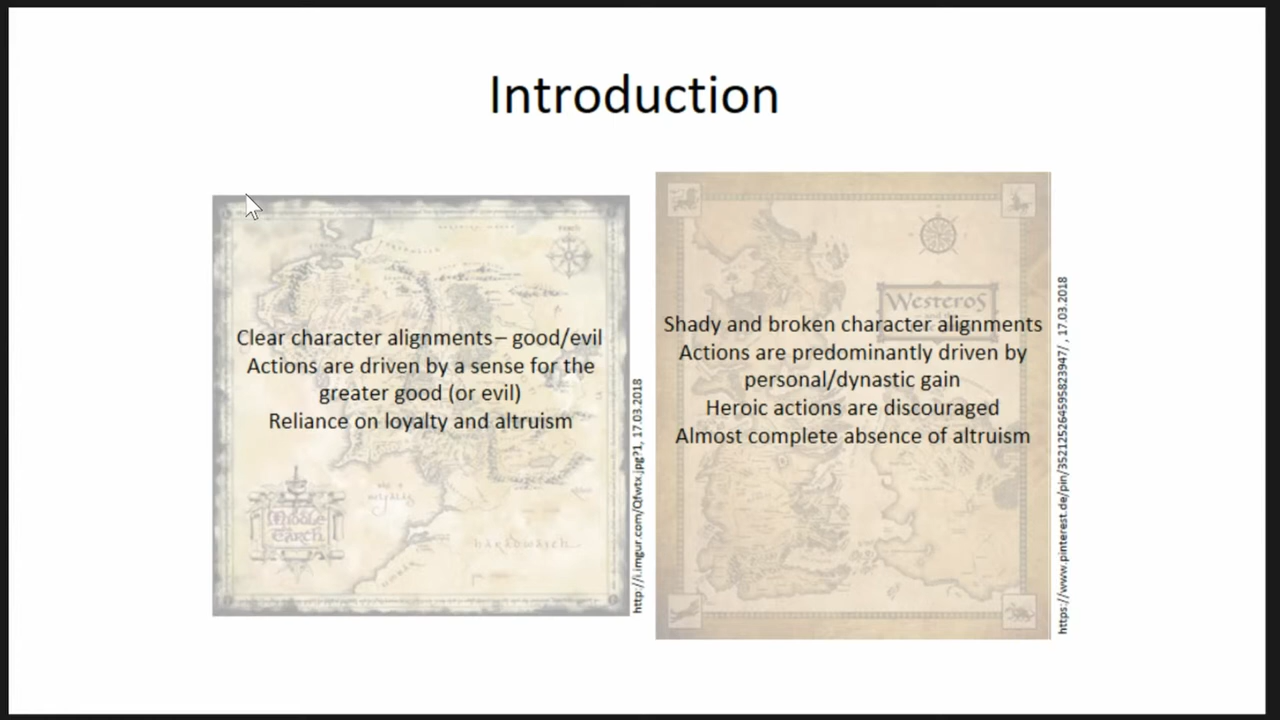 Introduction
Clear character alignments – good/evil
Actions are driven by a sense for the
greater good (or evil)
Reliance on loyalty and altruism
Middle
Earth
HARADWAITH
http://i.imgur.com/Qfwtx.jpg?1, 17.03.2018
Westeros
Shady and broken character alignments
Actions are predominantly driven by
personal/dynastic gain
Heroic actions are discouraged
Almost complete absence of altruism
https://www.pinterest.de/pin/352125264595823947/ , 17.03.2018